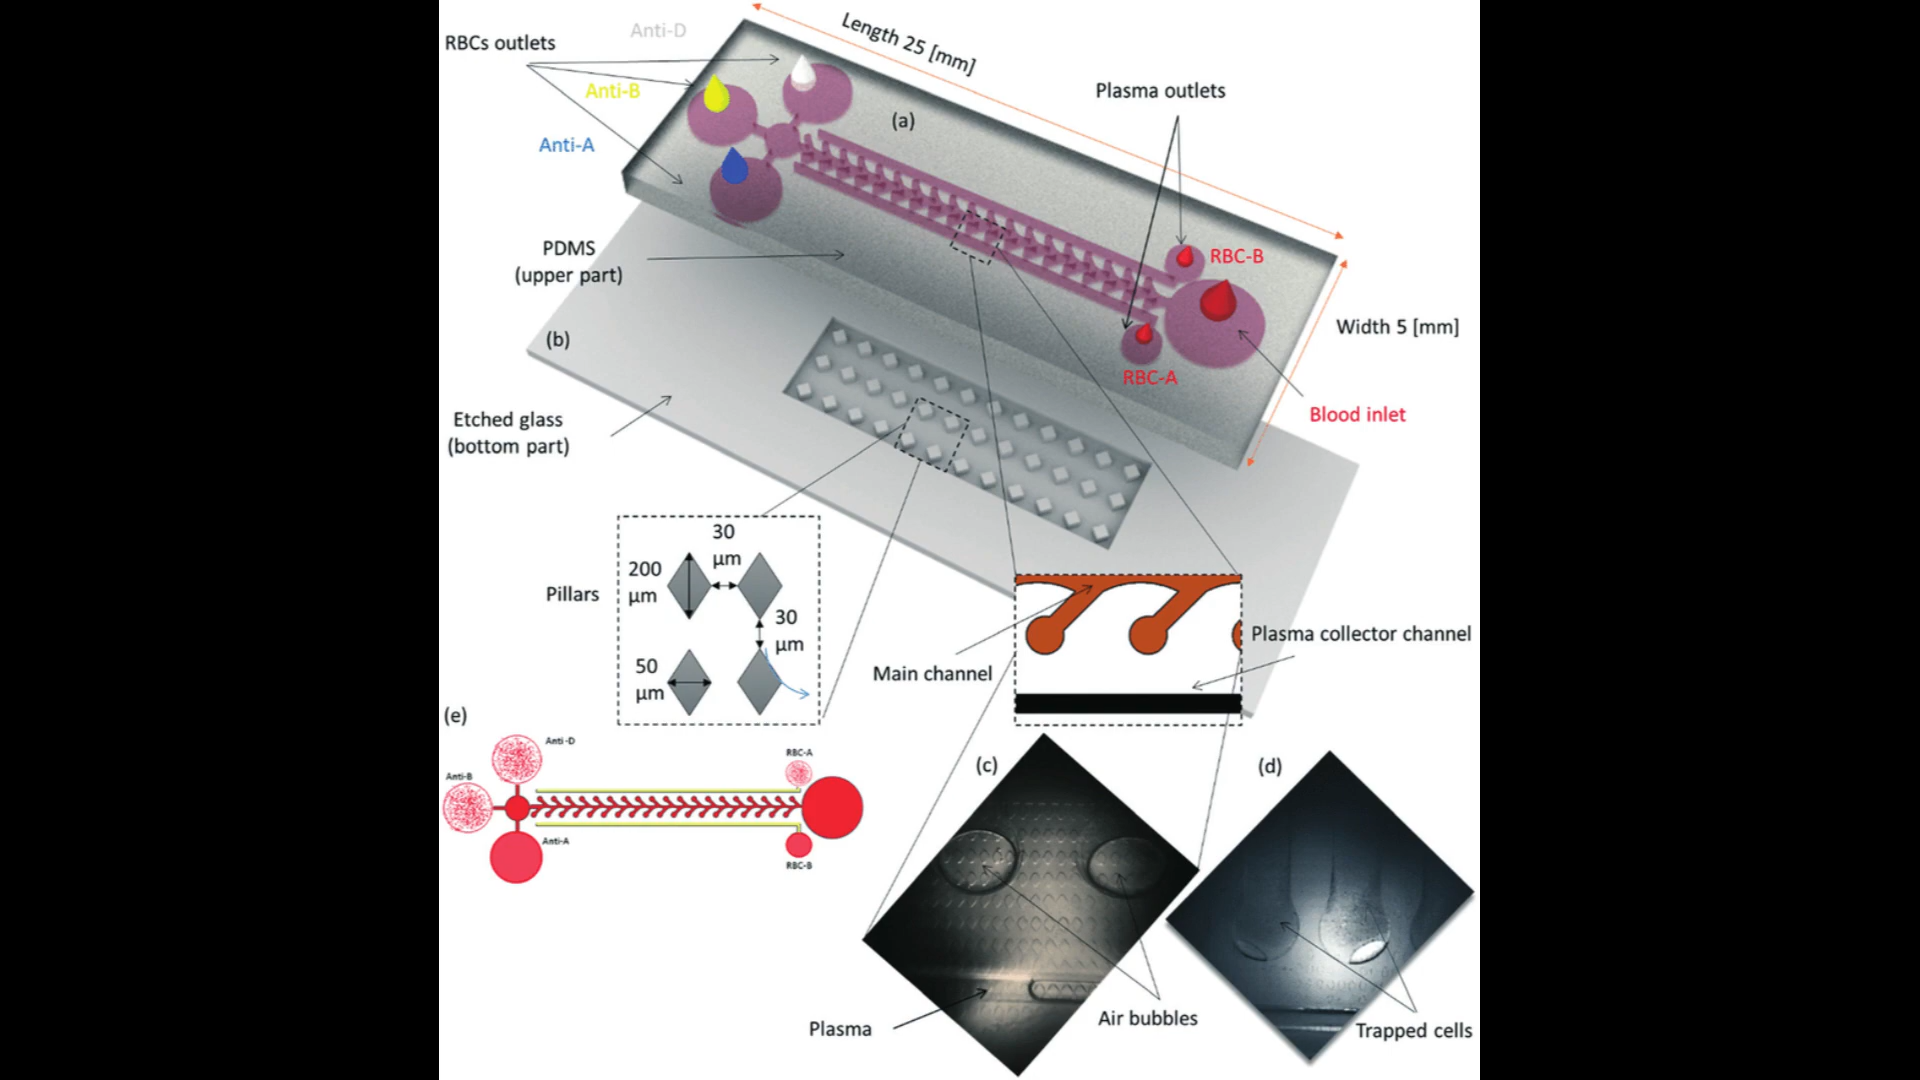 Anti-D
RBCs outlets
Length 25 [mm]
Anti-B
Plasma outlets
(a)
Anti-A
PDMS
(upper part)
RBC-B
Width 5 [mm]
(b)
RBC-A
Blood inlet
Etched glass
(bottom part)
30
µm
200
µm
Pillars
30
µm
50
µm
Plasma collector channel
Main channel
(e)
Anti-D
Anti-B
Anti-A
RBC-A
RBC-B
(c)
(d)
Plasma
Air bubbles
Trapped cells